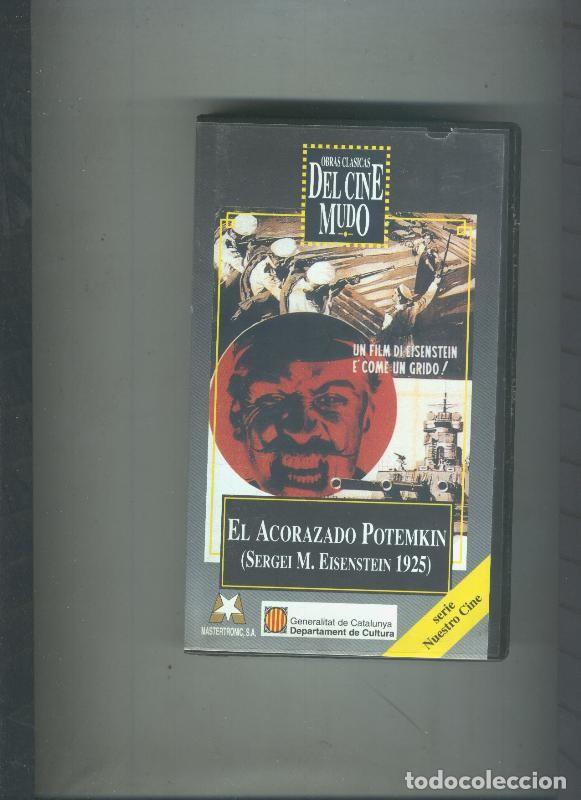 OBRAS CLASICAS
DEL CINE
MUDO
UN FILM DI EISENSTEIN
E' COME UN GRIDO!
EL ACORAZADO POTEMKIN
(SERGEI M. EISENSTEIN 1925)
MASTERTRONIC, S.A.
Generalitat de Catalunya
Departament de Cultura
serie
Nuestro Cine
todocoleccion